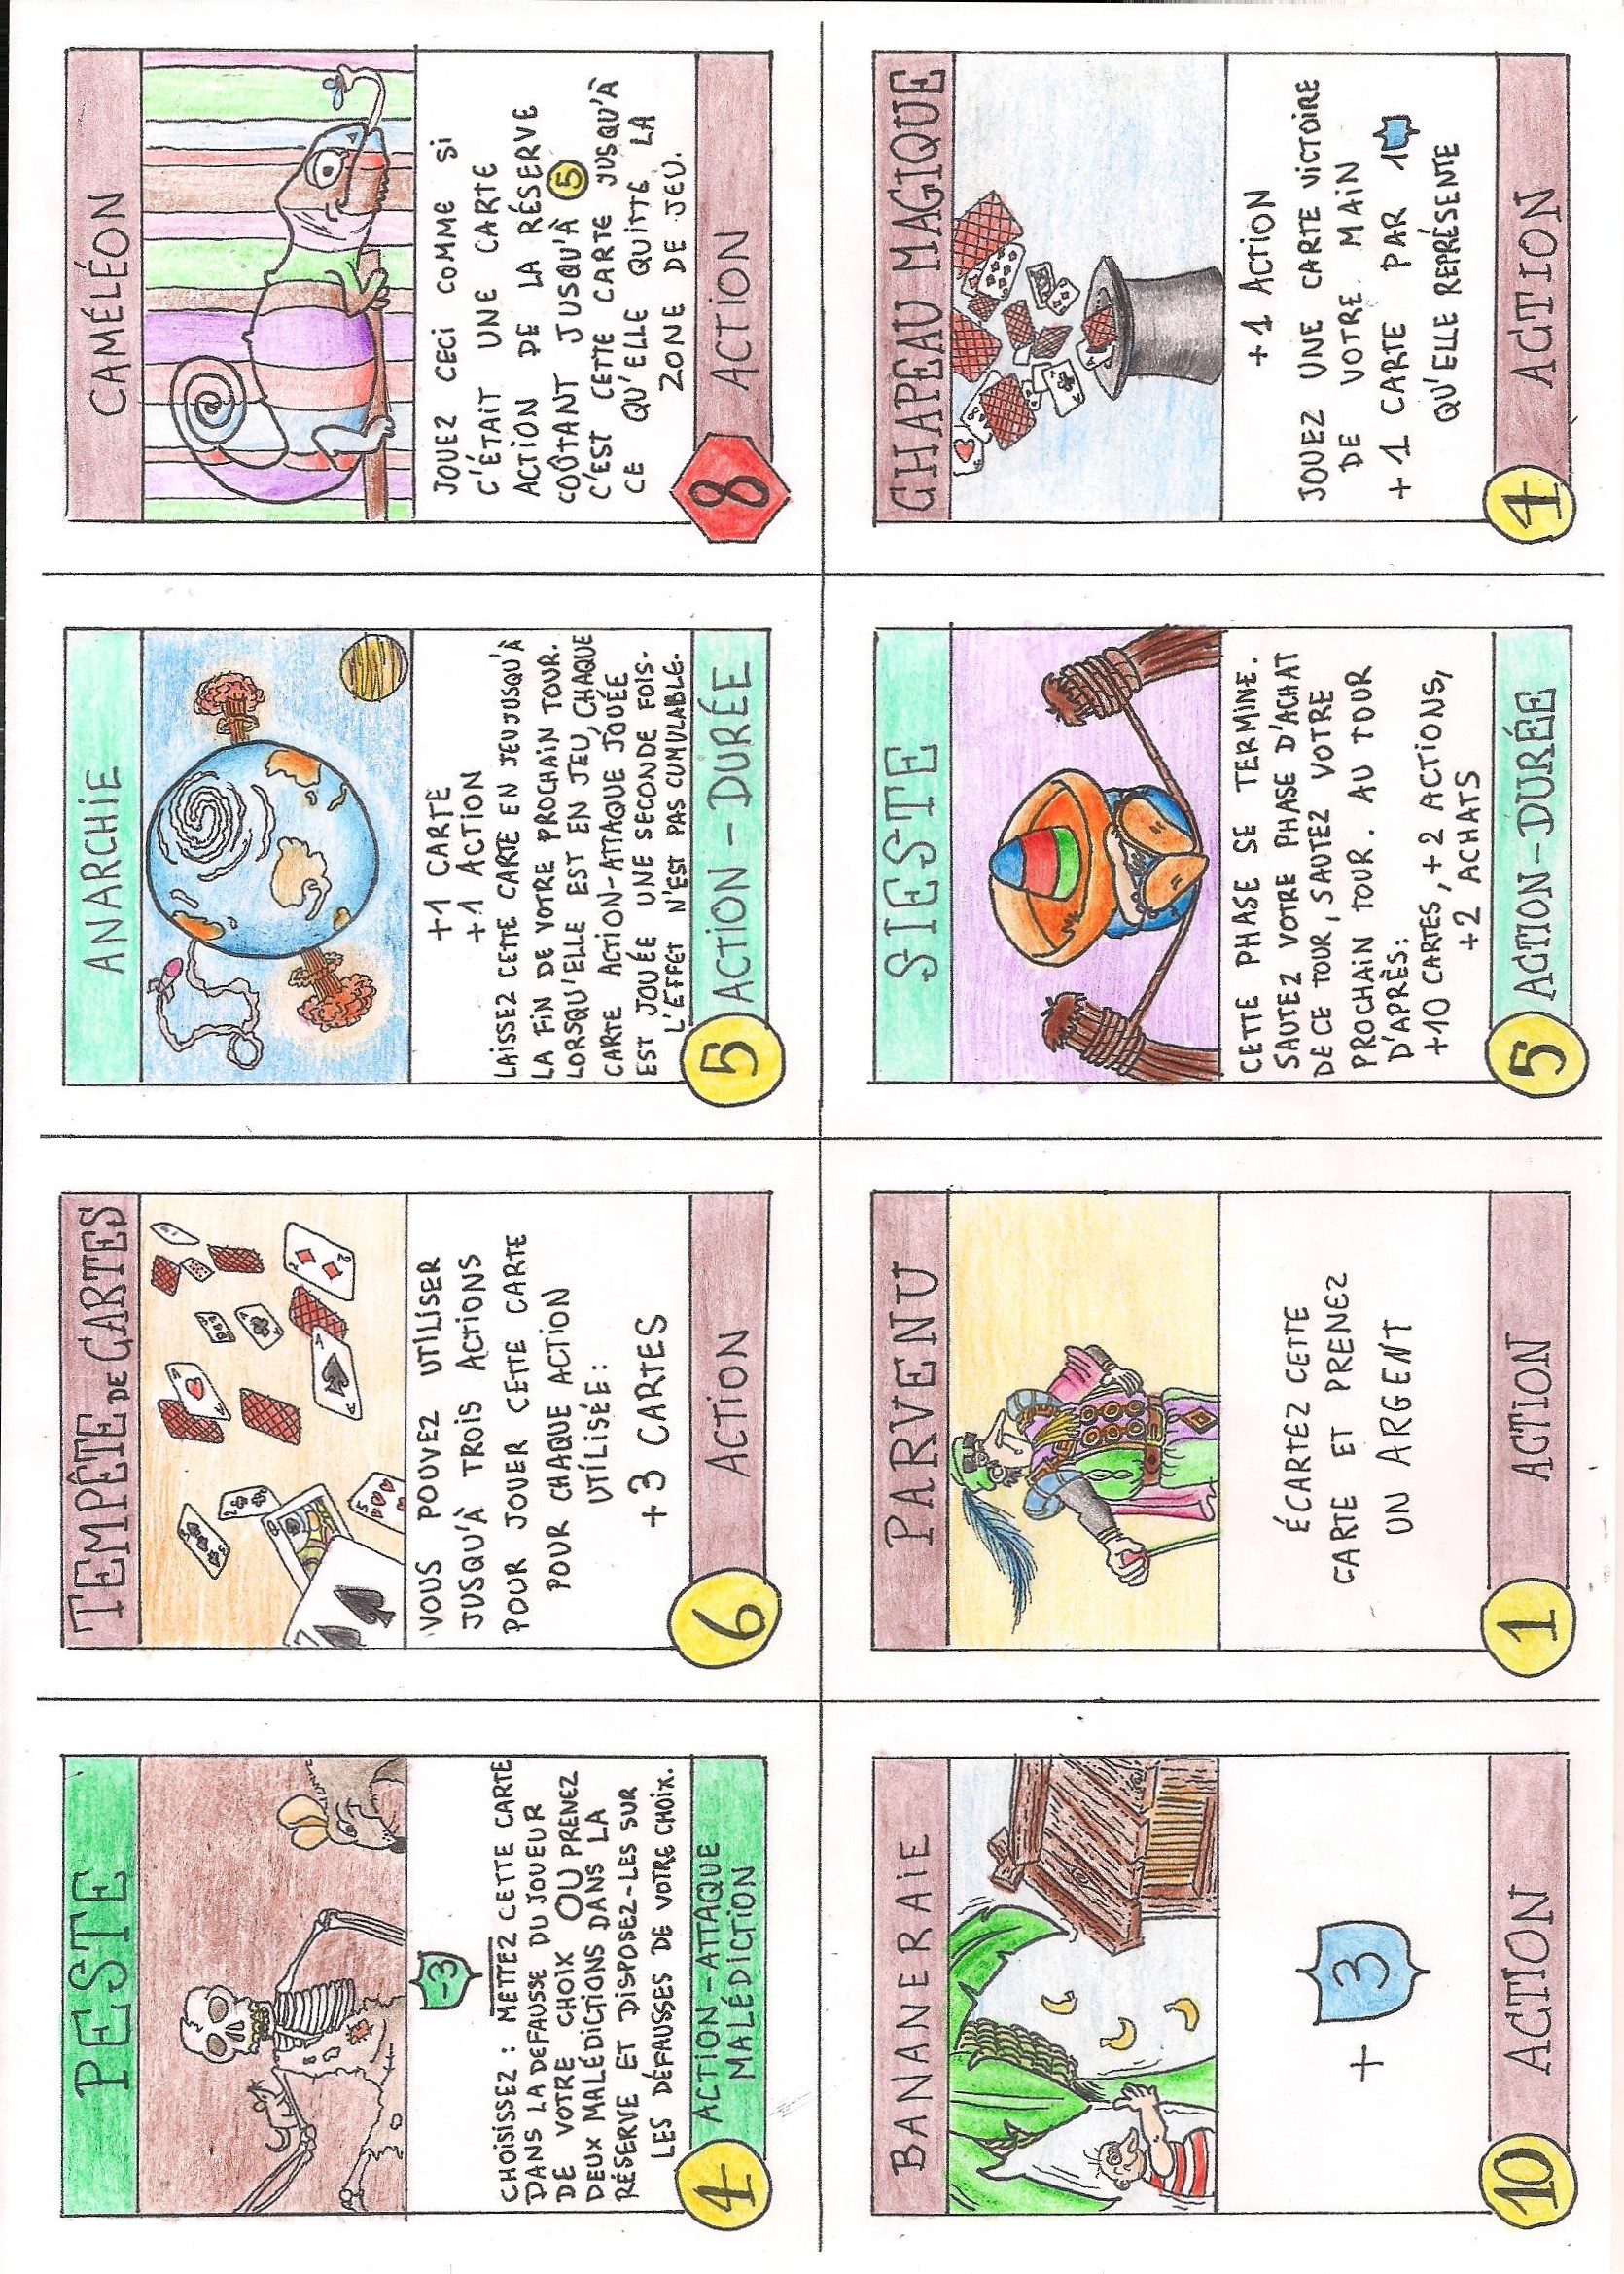 PESTE
-3
CHOISISSEZ : METTEZ CETTE CARTE
DANS LA DEFAUSSE DU JOUEUR
DE VOTRE CHOIX OU PRENEZ
DEUX MALÉDICTIONS DANS LA
RÉSERVE ET DISPOSEZ-LES SUR
LES DÉFAUSSES DE VOTRE CHOIX.
4
ACTION - ATTAQUE
MALÉDICTION
TEMPÊTE DE CARTES
VOUS POUVEZ UTILISER
JUSQU'À TROIS ACTIONS
POUR JOUER CETTE CARTE
POUR CHAQUE ACTION
UTILISÉE :
+3 CARTES
6
ACTION
ANARCHIE
+1 CARTE
+1 ACTION
LAISSEZ CETTE CARTE EN JEU JUSQU'À
LA FIN DE VOTRE PROCHAIN TOUR.
LORSQU'ELLE EST EN JEU, CHAQUE
CARTE ACTION-ATTAQUE JOUÉE
EST JOUÉE UNE SECONDE FOIS.
L'EFFET N'EST PAS CUMULABLE.
5
ACTION - DURÉE
CAMÉLÉON
JOUEZ CECI COMME SI
C'ÉTAIT UNE CARTE
ACTION DE LA RÉSERVE
COÛTANT JUSQU'À 5
C'EST CETTE CARTE JUSQU'À
CE QU'ELLE QUITTE LA
ZONE DE JEU.
8
ACTION
BANANERAIE
+ 3
10
ACTION
PARVENU
ÉCARTEZ CETTE
CARTE ET PRENEZ
UN ARGENT
1
ACTION
SIESTE
CETTE PHASE SE TERMINE.
SAUTEZ VOTRE PHASE D'ACHAT
DE CE TOUR, SAUTEZ VOTRE
PROCHAIN TOUR. AU TOUR
D'APRÈS :
+10 CARTES, +2 ACTIONS,
+2 ACHATS
5
ACTION - DURÉE
CHAPEAU MAGIQUE
+1 ACTION
JOUEZ UNE CARTE VICTOIRE
DE VOTRE MAIN
+1 CARTE PAR 1
QU'ELLE REPRÉSENTE
4
ACTION